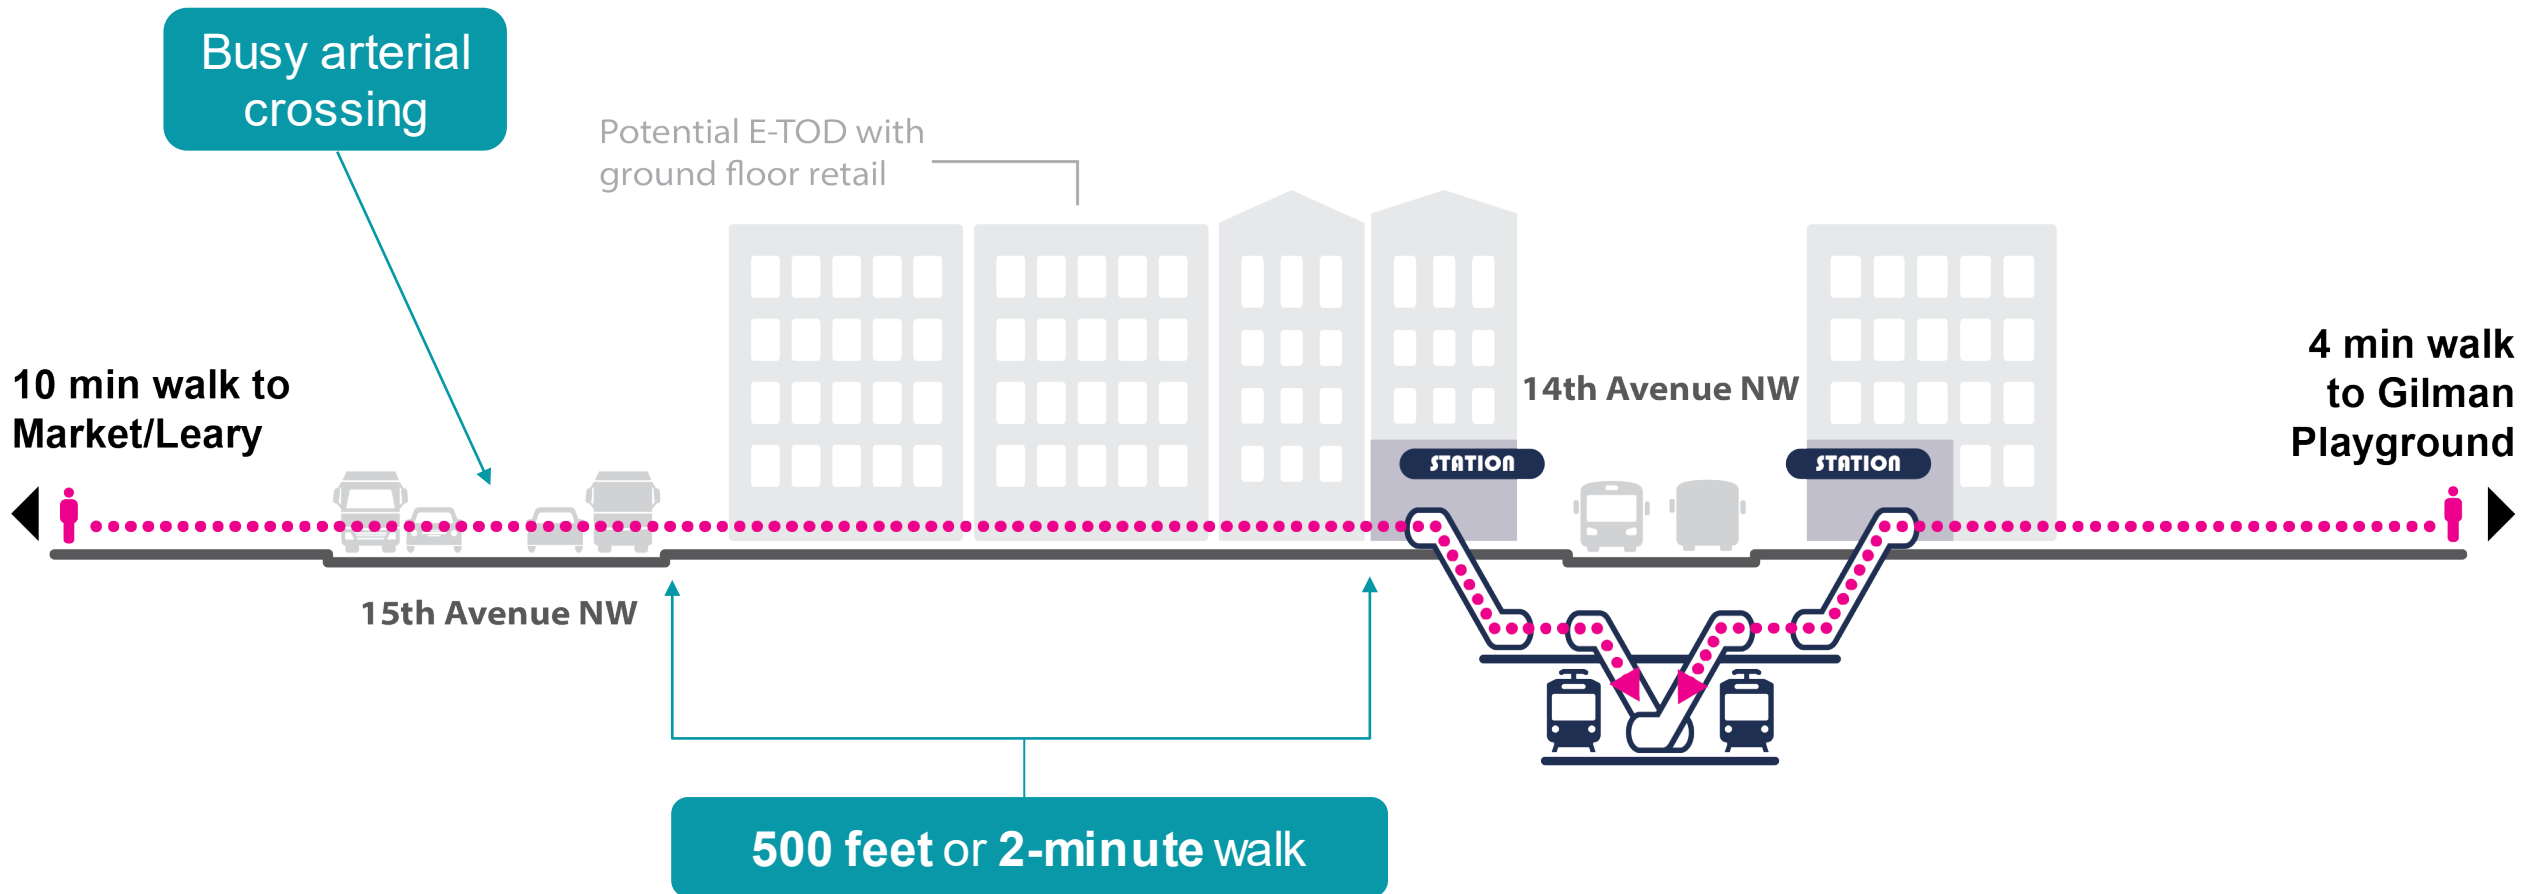 Busy arterial
crossing
Potential E-TOD with
ground floor retail
10 min walk to
Market/Leary
14th Avenue NW
4 min walk
to Gilman
Playground
STATION
STATION
15th Avenue NW
500 feet or 2-minute walk